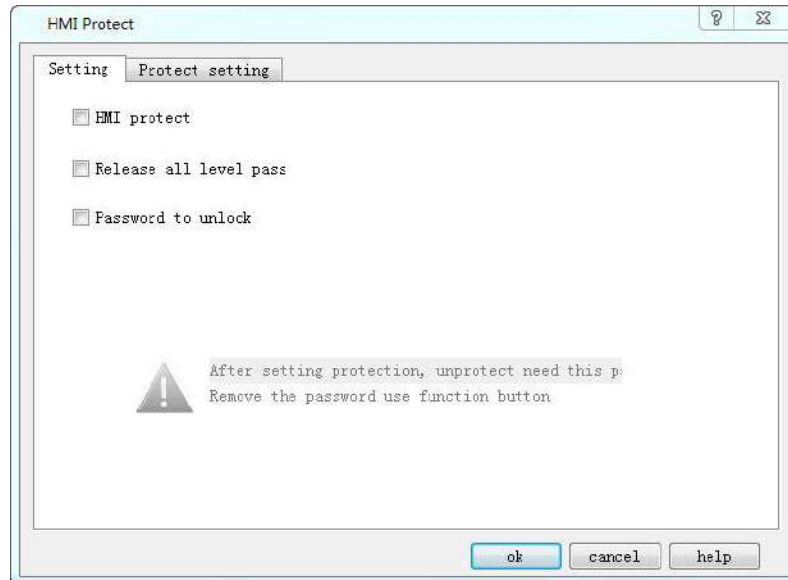 HMI Protect
Setting Protect setting
HMI protect
Release all level pass
Password to unlock
After setting protection, unprotect need this p
Remove the password use function button
ok cancel help